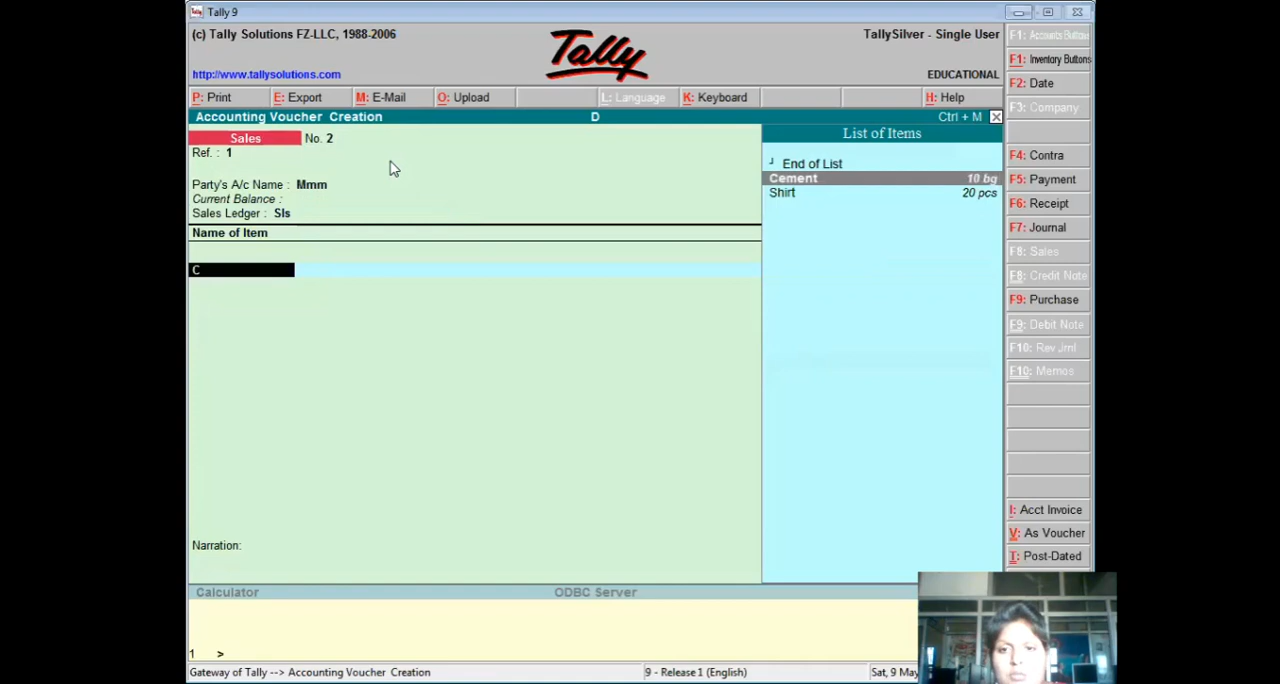 Tally 9
(c) Tally Solutions FZ-LLC, 1988-2006
Tally
TallySilver - Single User
http://www.tallysolutions.com
EDUCATIONAL
P: Print
E: Export
M: E-Mail
O: Upload
L: Language
K: Keyboard
H: Help
Accounting Voucher Creation
D
Ctrl + M
Sales
No. 2
Ref. : 1
Party's A/c Name : Mmm
Current Balance :
Sales Ledger : Sls
Name of Item
C
Narration:
List of Items
End of List
Cement 10 bg
Shirt 20 pcs
F1: Accounts Buttons
F1: Inventory Buttons
F2: Date
F3: Company
F4: Contra
F5: Payment
F6: Receipt
F7: Journal
F8: Sales
F8: Credit Note
F9: Purchase
F9: Debit Note
F10: Rev Jrnl
F10: Memos
I: Acct Invoice
V: As Voucher
T: Post-Dated
Calculator
ODBC Server
1 >
Gateway of Tally --> Accounting Voucher Creation
9 - Release 1 (English)
Sat, 9 May